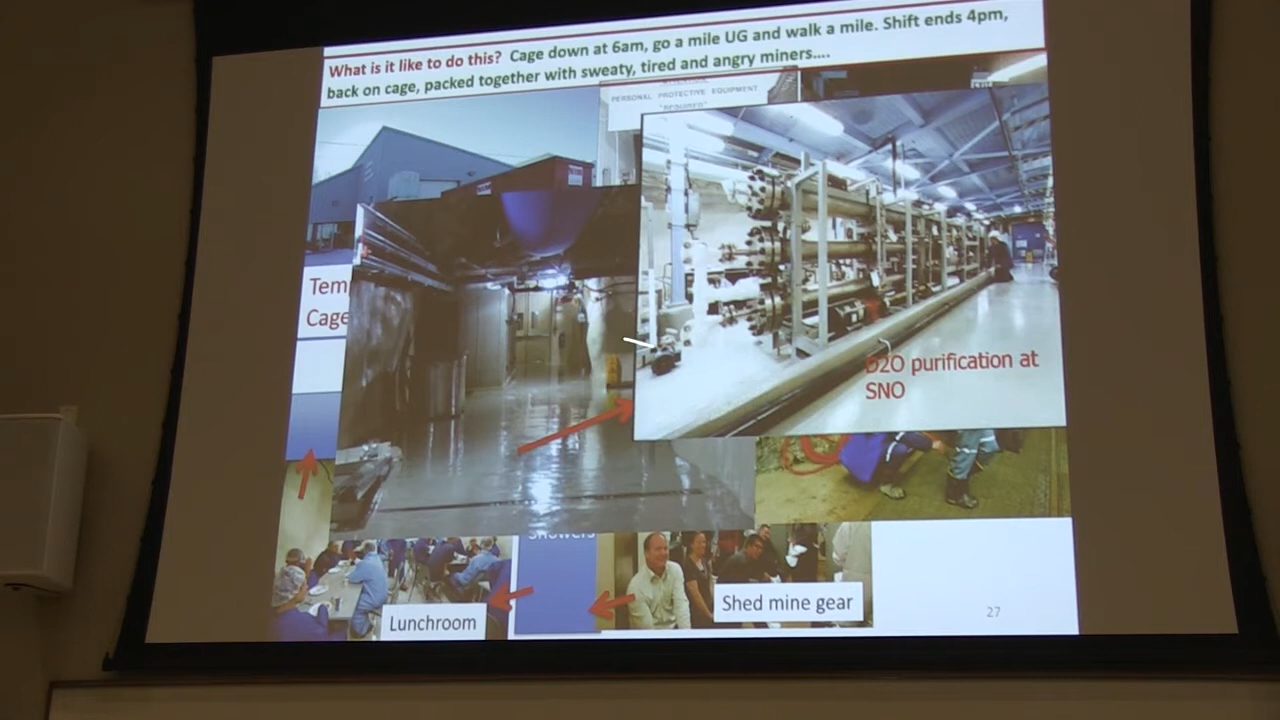 What is it like to do this? Cage down at 6am, go a mile UG and walk a mile. Shift ends 4pm,
back on cage, packed together with sweaty, tired and angry miners....
PERSONAL PROTECTIVE EQUIPMENT
"REQUIRED"
Tem
Cage
D2O purification at
SNO
Showers
Lunchroom
Shed mine gear
27